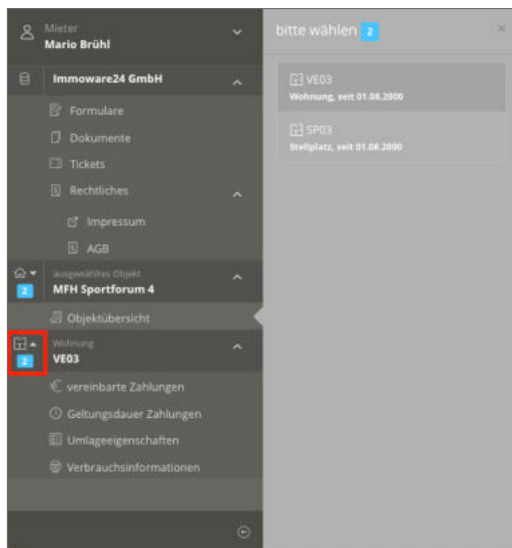 Mieter
Mario Brühl
Immoware24 GmbH
Formulare
Dokumente
Tickets
Rechtliches
Impressum
AGB
ausgewähltes Objekt
2
MFH Sportforum 4
Objektübersicht
Wohnung
2
VE03
vereinbarte Zahlungen
Geltungsdauer Zahlungen
Umlageeigenschaften
Verbrauchsinformationen
bitte wählen 2
VE03
Wohnung, seit 01.08.2000
SP03
Stellplatz, seit 01.08.2000